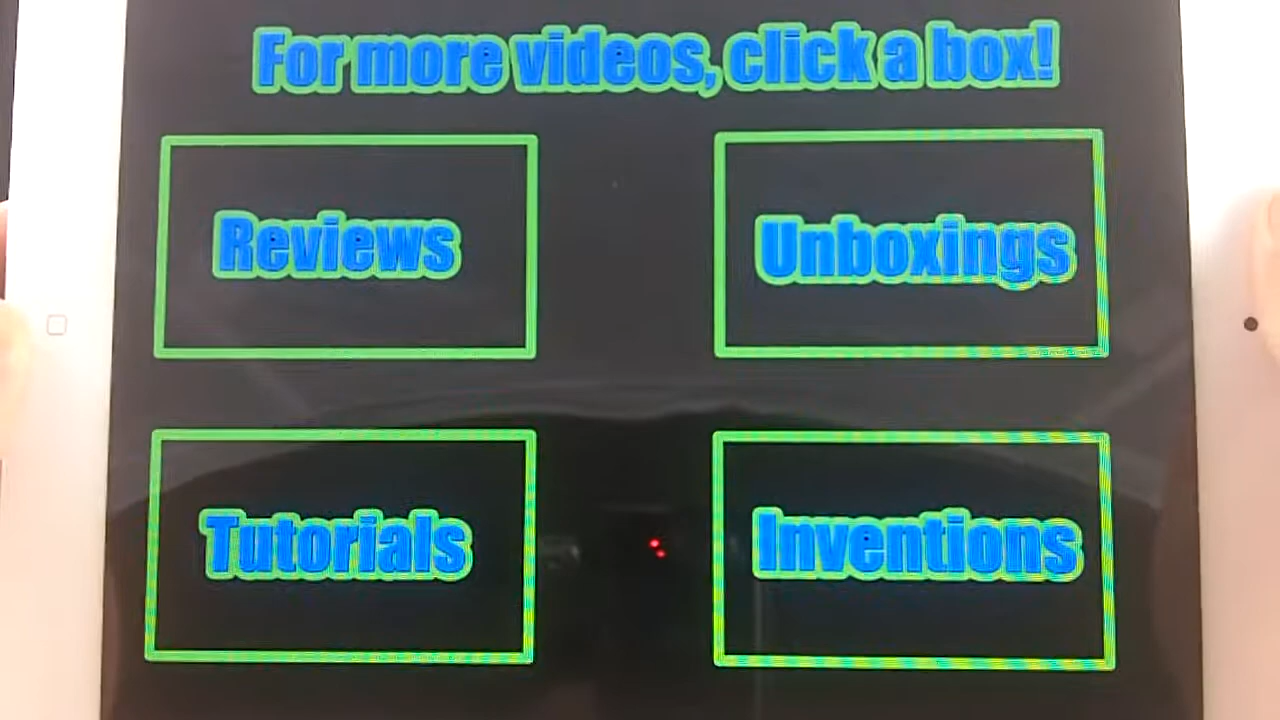 For more videos, click a box!
Reviews
Unboxings
Tutorials
Inventions